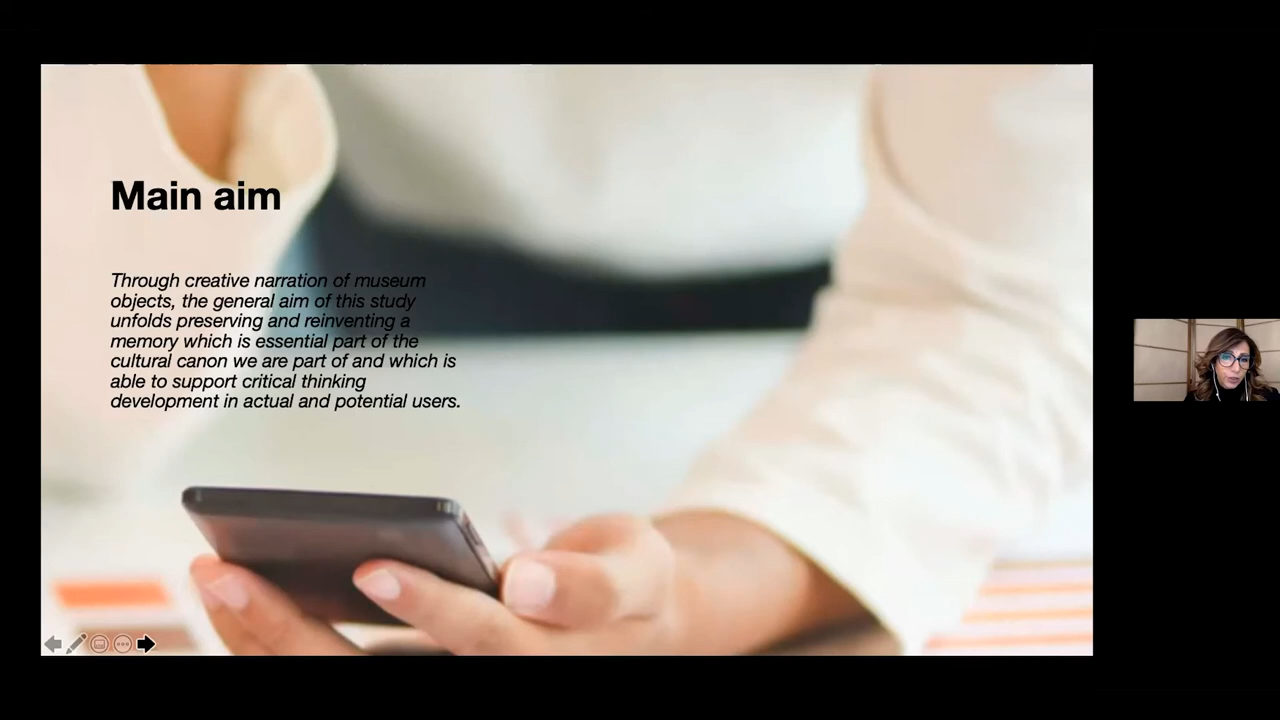 Main aim
Through creative narration of museum
objects, the general aim of this study
unfolds preserving and reinventing a
memory which is essential part of the
cultural canon we are part of and which is
able to support critical thinking
development in actual and potential users.